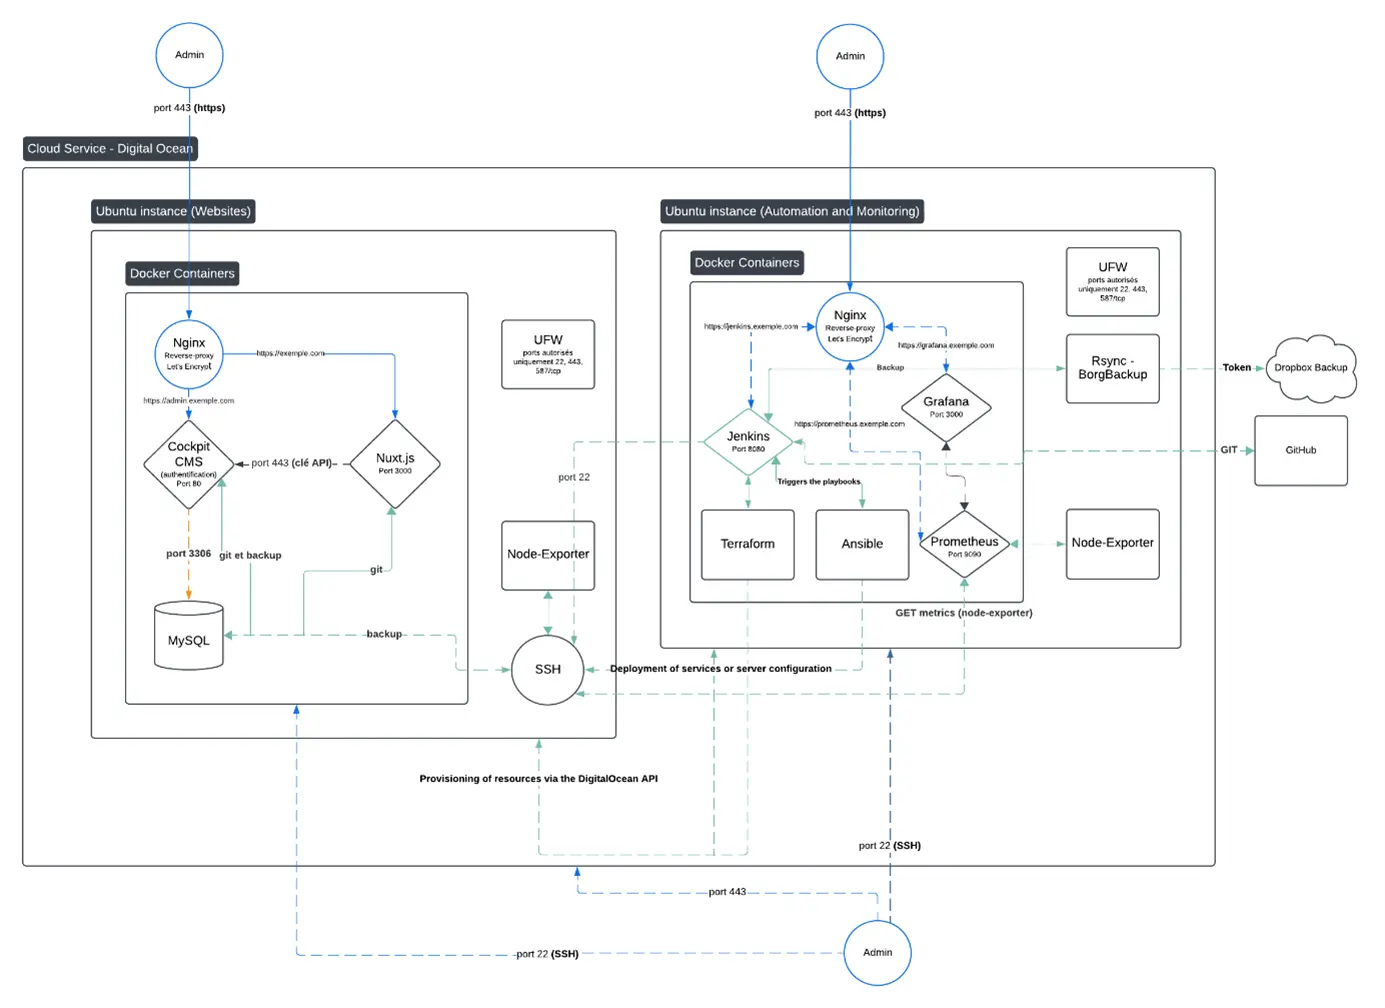 Admin
Admin
port 443 (https)
port 443 (https)
Cloud Service - Digital Ocean
Ubuntu instance (Websites)
Ubuntu instance (Automation and Monitoring)
Docker Containers
Docker Containers
UFW
ports autorisés
uniquement 22, 443,
587/tcp
Nginx
Reverse-proxy
Let's Encrypt
https://jenkins.exemple.com
https://grafana.exemple.com
Nginx
Reverse-proxy
Let's Encrypt
https://exemple.com
UFW
ports autorisés
uniquement 22, 443,
587/tcp
Backup
Rsync -
BorgBackup
Token
Dropbox Backup
https://admin.exemple.com
Grafana
Port 3000
https://prometheus.exemple.com
Cockpit
CMS
(authentification)
Port 80
port 443 (clé API)
Nuxt.js
Port 3000
Jenkins
Port 8080
GIT
GitHub
port 22
Triggers the playbooks
Terraform
Ansible
Prometheus
Port 9090
Node-Exporter
Node-Exporter
port 3306
git et backup
git
GET metrics (node-exporter)
MySQL
backup
SSH
Deployment of services or server configuration
Provisioning of resources via the DigitalOcean API
port 22 (SSH)
port 443
port 22 (SSH)
Admin